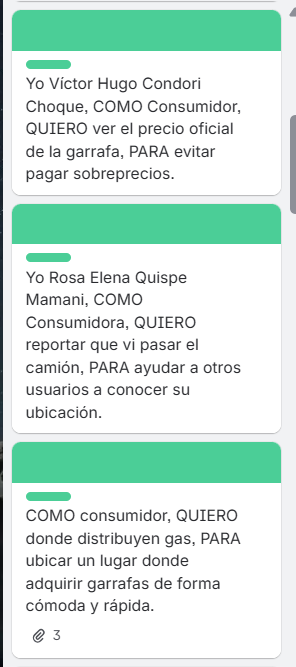 Yo Víctor Hugo Condori
Choque, COMO Consumidor,
QUIERO ver el precio oficial
de la garrafa, PARA evitar
pagar sobreprecios.
Yo Rosa Elena Quispe
Mamani, COMO
Consumidora, QUIERO
reportar que vi pasar el
camión, PARA ayudar a otros
usuarios a conocer su
ubicación.
COMO consumidor, QUIERO
donde distribuyen gas, PARA
ubicar un lugar donde
adquirir garrafas de forma
cómoda y rápida.
3